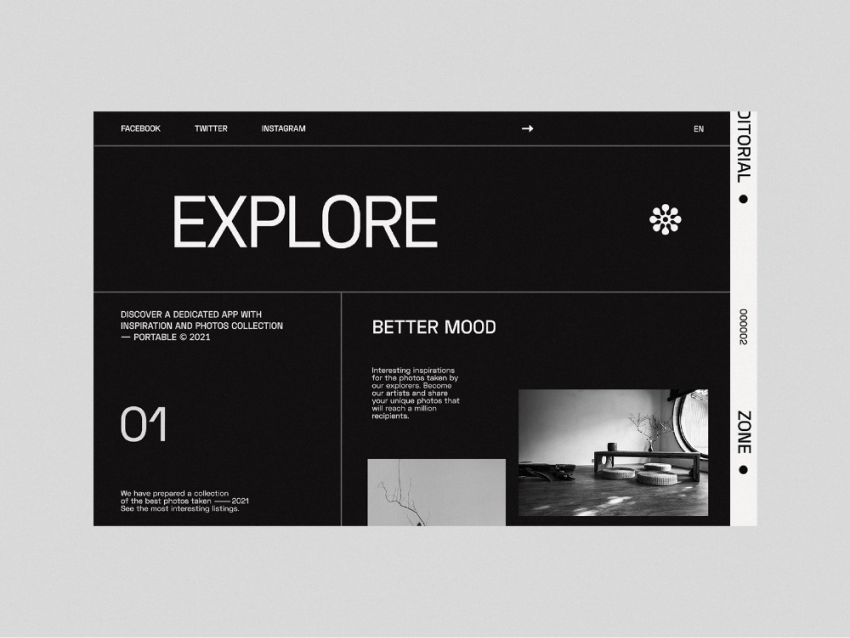 FACEBOOK TWITTER INSTAGRAM → EN
EXPLORE
DISCOVER A DEDICATED APP WITH
INSPIRATION AND PHOTOS COLLECTION
— PORTABLE © 2021
01
We have prepared a collection
of the best photos taken —— 2021
See the most interesting listings.
BETTER MOOD
Interesting inspirations
for the photos taken by
our explorers. Become
our artists and share
your unique photos that
will reach a million
recipients.
DITORIAL ●
000002
ZONE ●